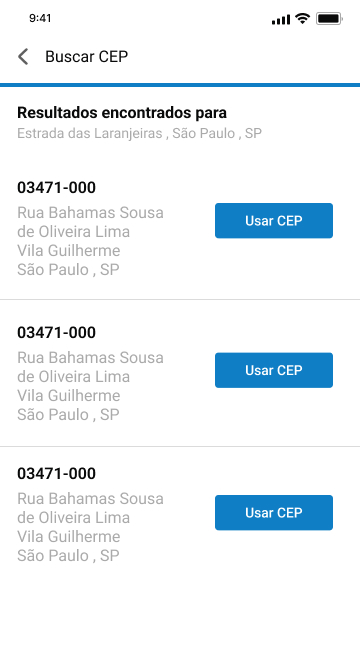 9:41
Buscar CEP
Resultados encontrados para
Estrada das Laranjeiras , São Paulo , SP
03471-000
Rua Bahamas Sousa
de Oliveira Lima
Vila Guilherme
São Paulo , SP
Usar CEP
03471-000
Rua Bahamas Sousa
de Oliveira Lima
Vila Guilherme
São Paulo , SP
Usar CEP
03471-000
Rua Bahamas Sousa
de Oliveira Lima
Vila Guilherme
São Paulo , SP
Usar CEP